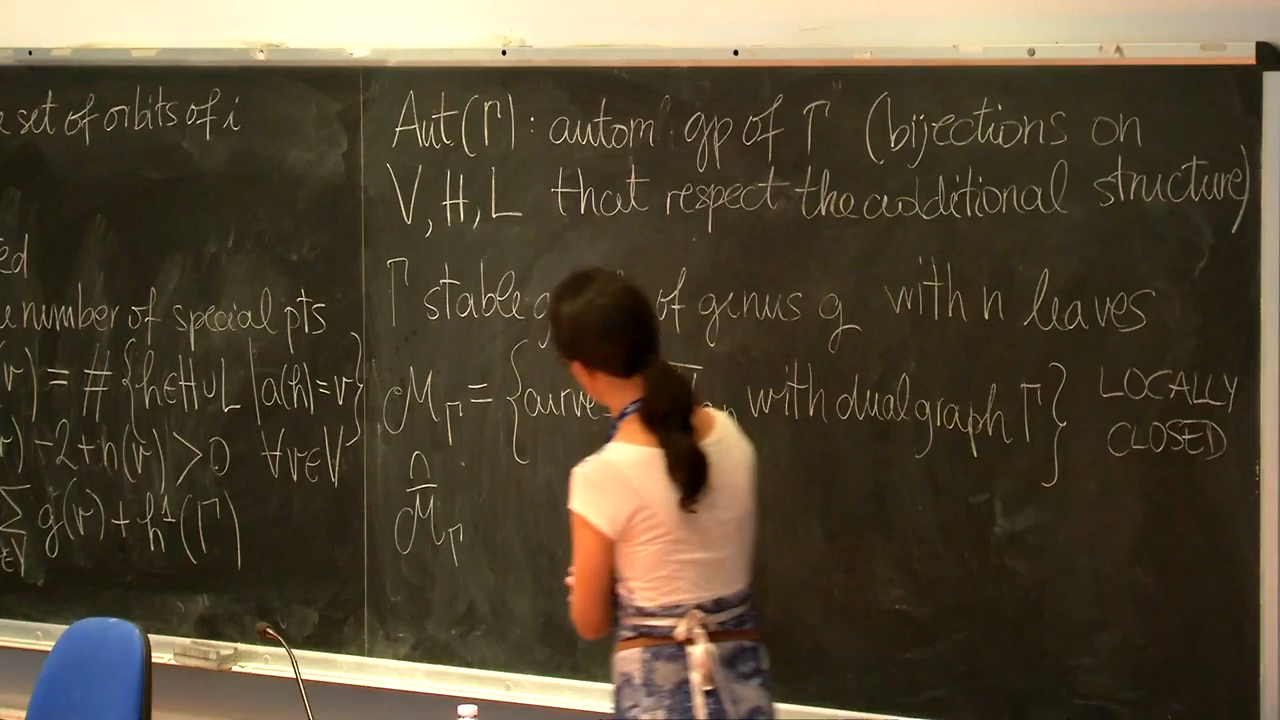 set of orbits of i
number of special pts
= # {h∈H∪L | a(h)=v}
-2+n(v)>0 ∀v∈V
∑ g(v)+h¹(Γ)
v∈V
Aut(Γ): autom gp of Γ (bijections on
V, H, L that respect the additional structure)
Γ stable of genus g with n leaves
M_Γ = { with dual graph Γ} LOCALLY
CLOSED
∩
M̅_Γ